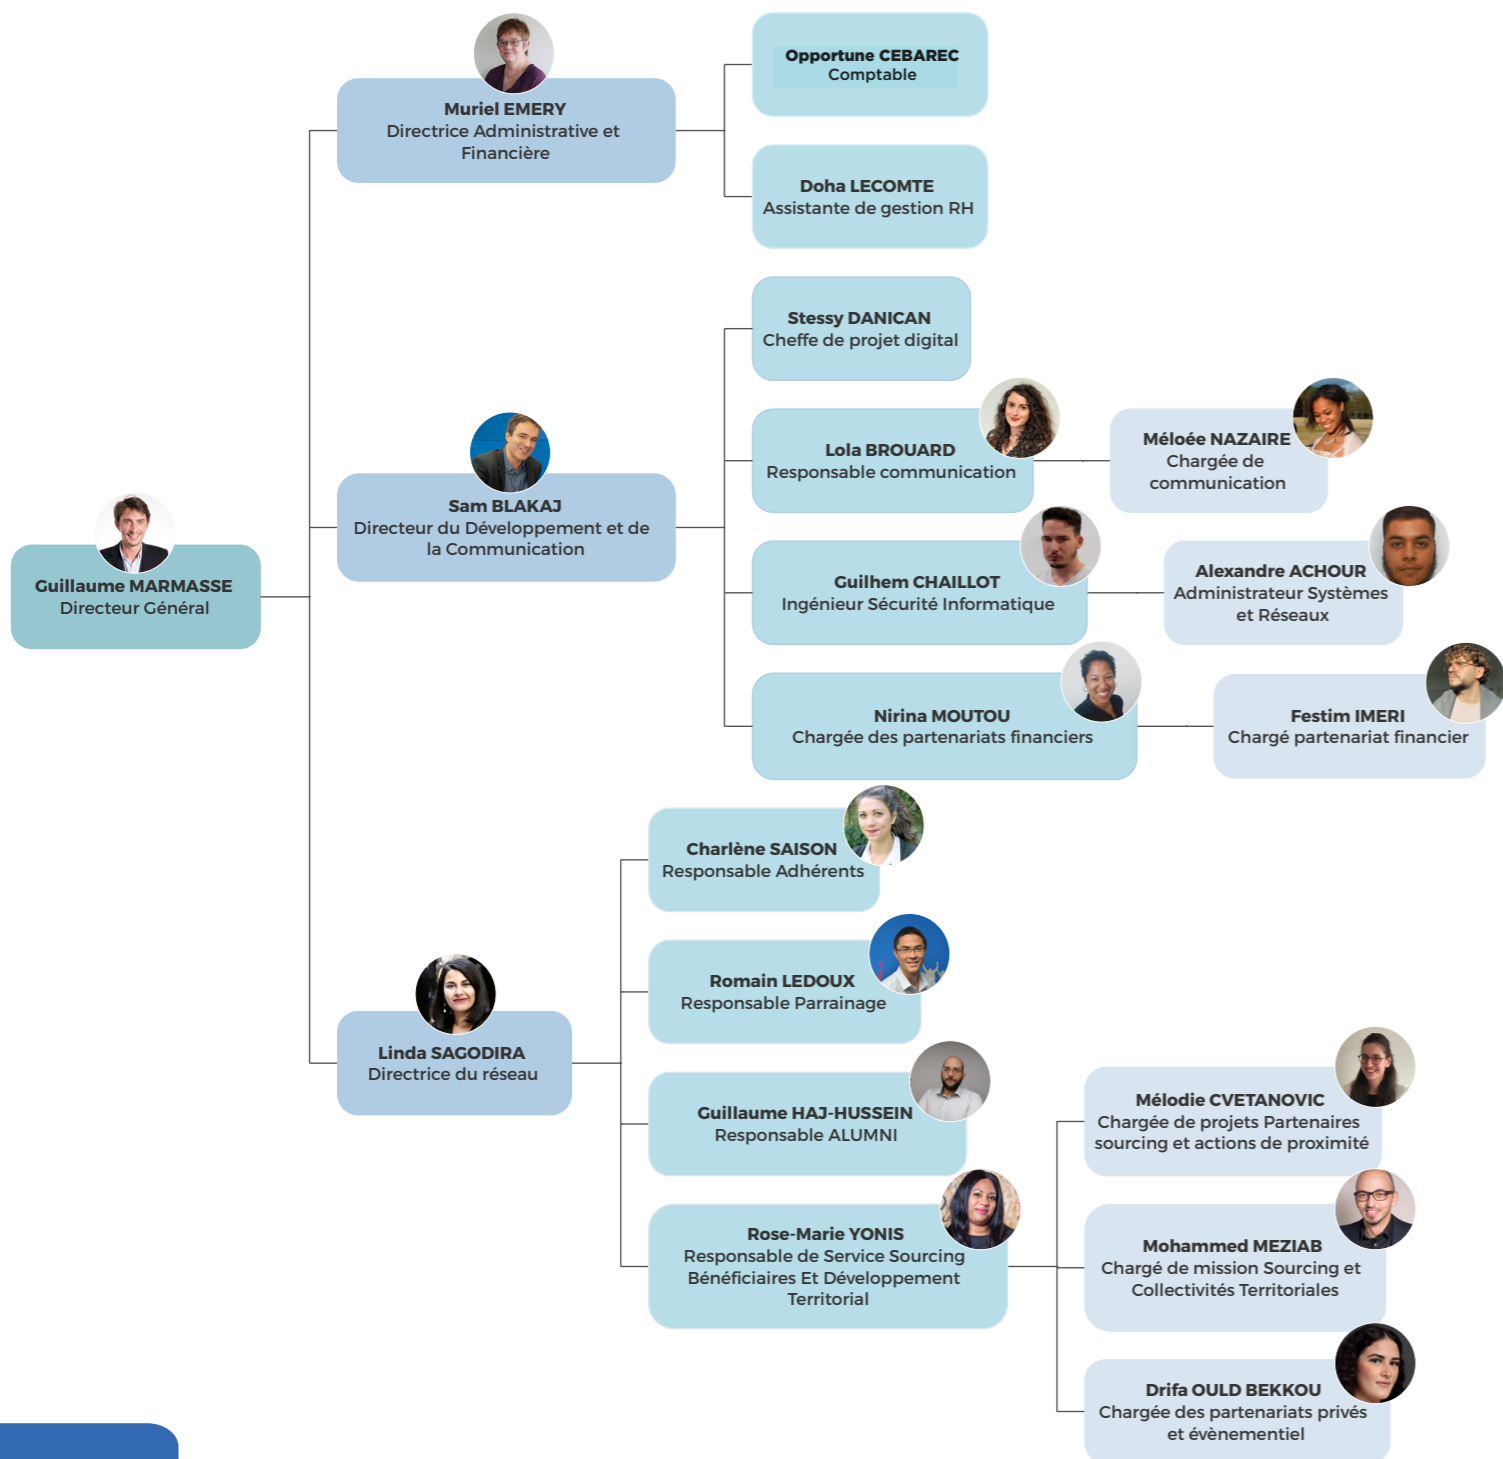 Muriel EMERY
Directrice Administrative et
Financière
Opportune CEBAREC
Comptable
Doha LECOMTE
Assistante de gestion RH
Guillaume MARMASSE
Directeur Général
Sam BLAKAJ
Directeur du Développement et de
la Communication
Stessy DANICAN
Cheffe de projet digital
Lola BROUARD
Responsable communication
Méloée NAZAIRE
Chargée de
communication
Guilhem CHAILLOT
Ingénieur Sécurité Informatique
Alexandre ACHOUR
Administrateur Systèmes
et Réseaux
Nirina MOUTOU
Chargée des partenariats financiers
Festim IMERI
Chargé partenariat financier
Linda SAGODIRA
Directrice du réseau
Charlène SAISON
Responsable Adhérents
Romain LEDOUX
Responsable Parrainage
Guillaume HAJ-HUSSEIN
Responsable ALUMNI
Rose-Marie YONIS
Responsable de Service Sourcing
Bénéficiaires Et Développement
Territorial
Mélodie CVETANOVIC
Chargée de projets Partenaires
sourcing et actions de proximité
Mohammed MEZIAB
Chargé de mission Sourcing et
Collectivités Territoriales
Drifa OULD BEKKOU
Chargée des partenariats privés
et évènementiel